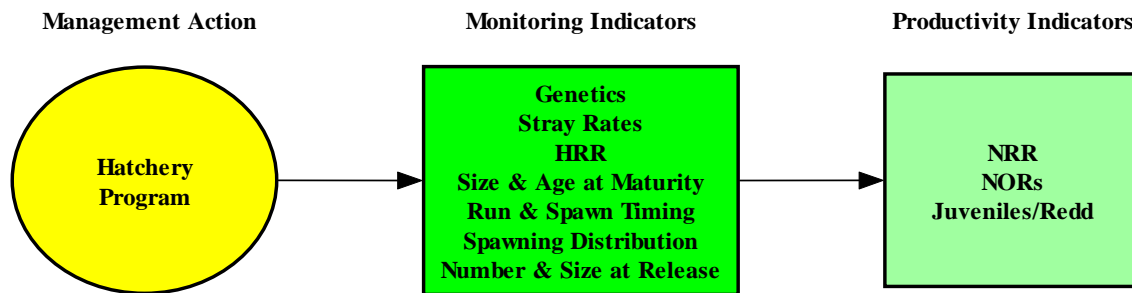 Management Action
Monitoring Indicators
Productivity Indicators
Hatchery
Program
Genetics
Stray Rates
HRR
Size & Age at Maturity
Run & Spawn Timing
Spawning Distribution
Number & Size at Release
NRR
NORs
Juveniles/Redd